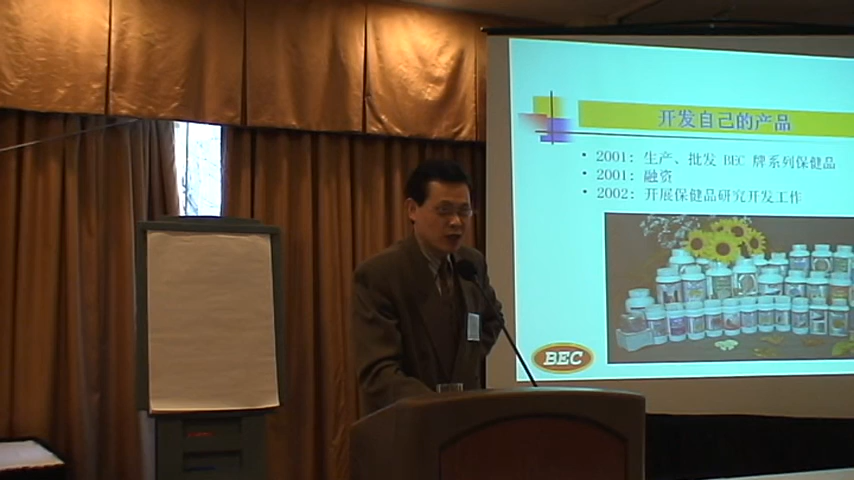 开发自己的产品
• 2001: 生产、批发 BEC 牌系列保健品
• 2001: 融资
• 2002: 开展保健品研究开发工作
BEC